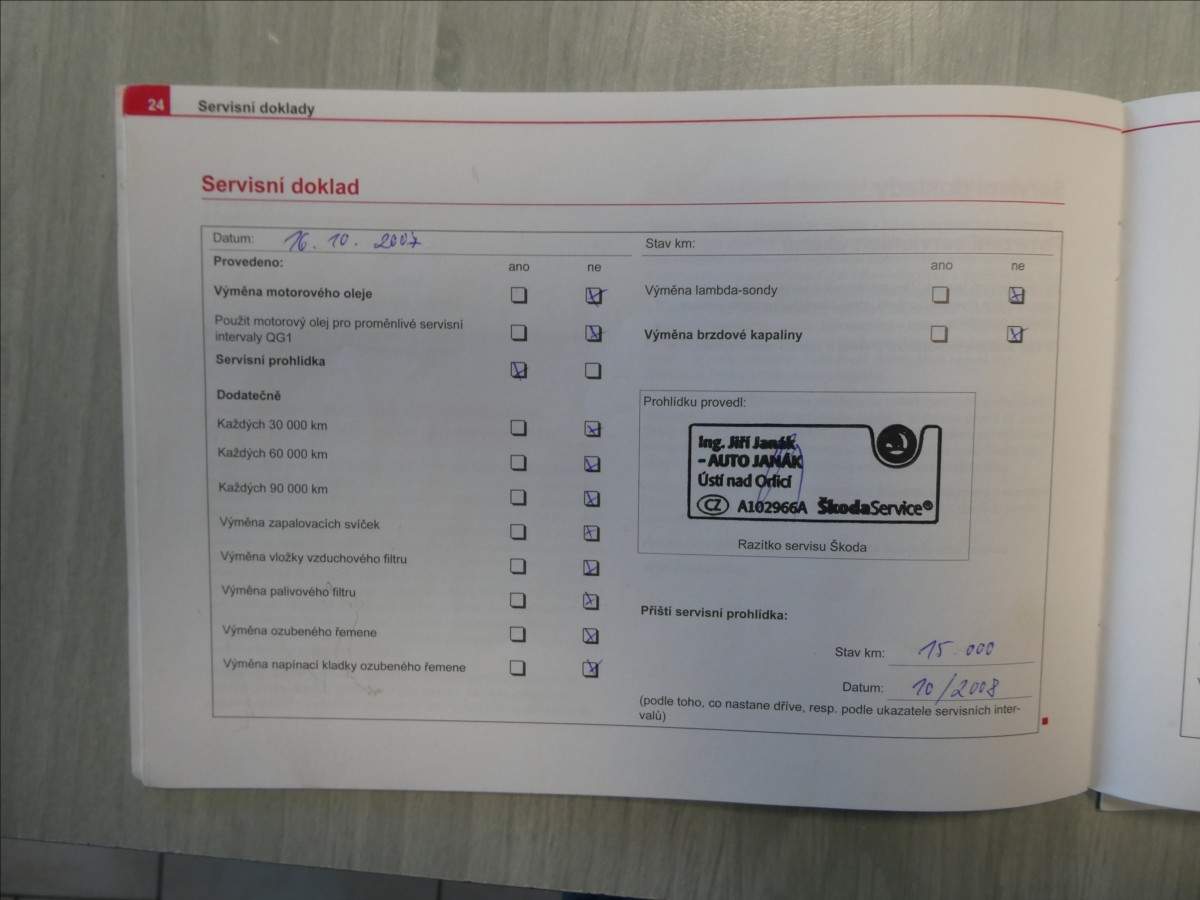 24 Servisní doklady
Servisní doklad
Datum: 16. 10. 2007
Provedeno: ano ne
Výměna motorového oleje
Použit motorový olej pro proměnlivé servisní
intervaly QG1
Servisní prohlídka
Dodatečně
Každých 30 000 km
Každých 60 000 km
Každých 90 000 km
Výměna zapalovacích svíček
Výměna vložky vzduchového filtru
Výměna palivového filtru
Výměna ozubeného řemene
Výměna napínací kladky ozubeného řemene
Stav km:
ano ne
Výměna lambda-sondy
Výměna brzdové kapaliny
Prohlídku provedl:
Ing. Jiří Janák
- AUTO JANÁK
Ústí nad Orlicí
CZ A102966A ŠkodaService®
Razítko servisu Škoda
Příští servisní prohlídka:
Stav km: 15 000
Datum: 10/2008
(podle toho, co nastane dříve, resp. podle ukazatele servisních inter-
valů)